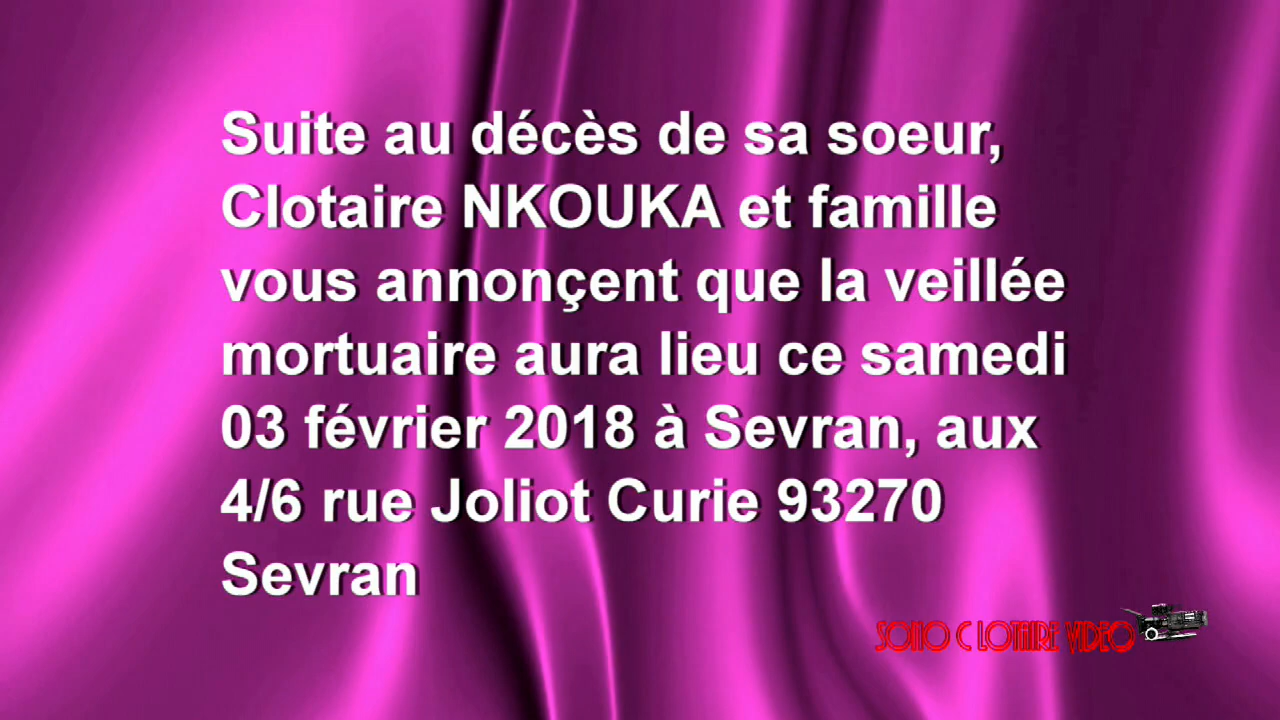 Suite au décès de sa soeur,
Clotaire NKOUKA et famille
vous annonçent que la veillée
mortuaire aura lieu ce samedi
03 février 2018 à Sevran, aux
4/6 rue Joliot Curie 93270
Sevran
SONO C LOTAIRE VIDEO